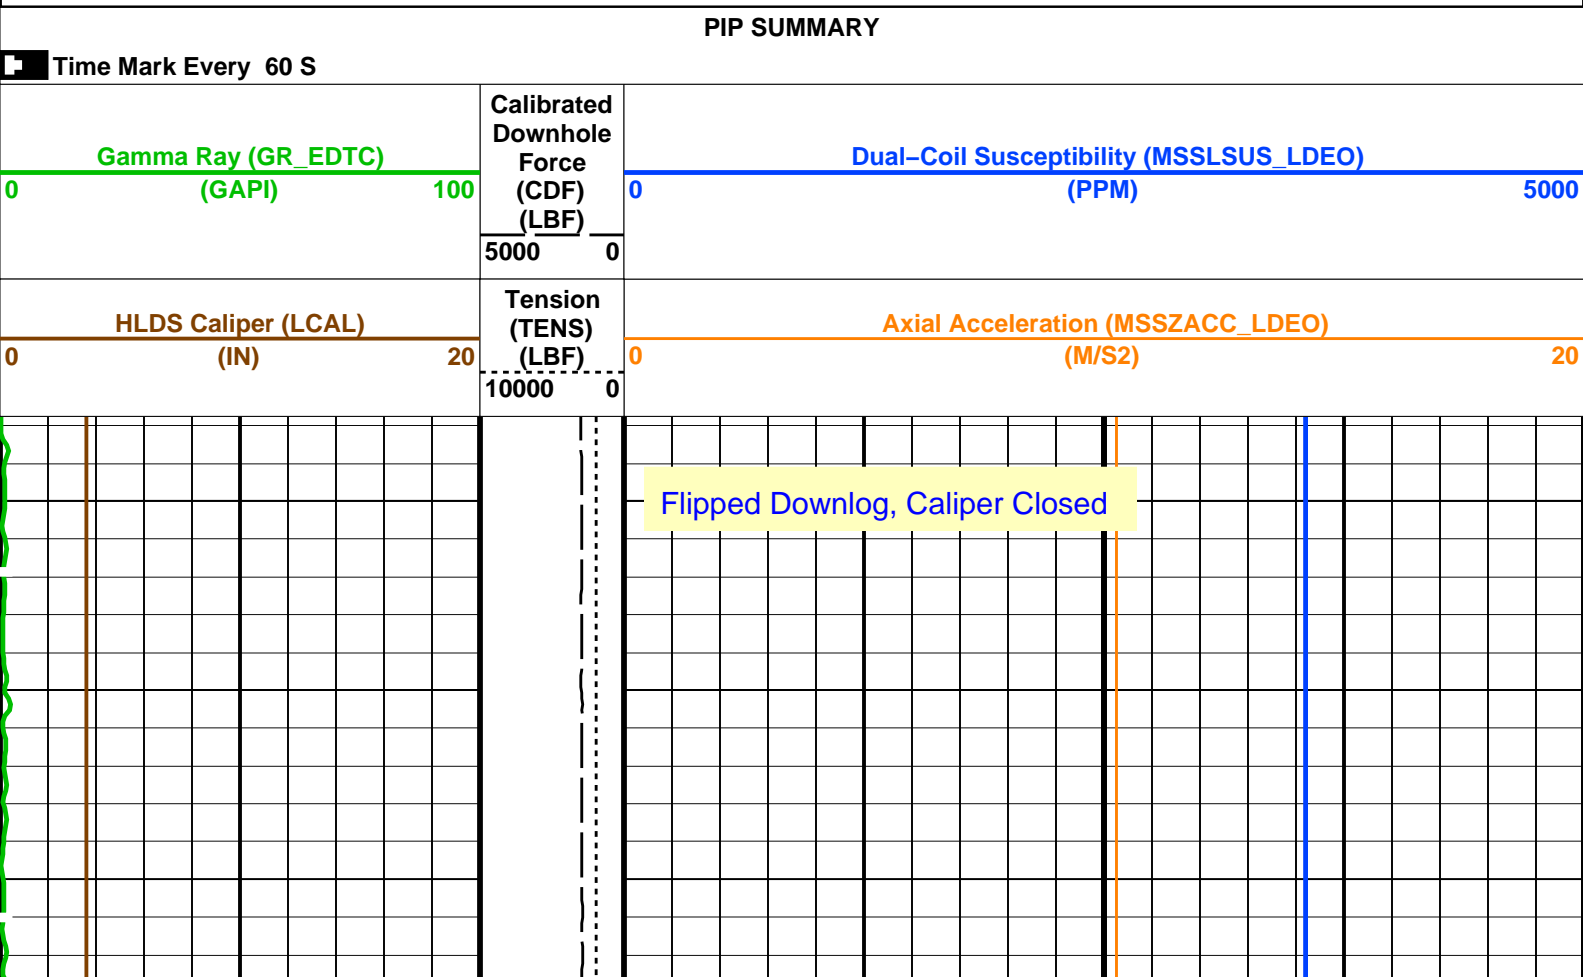 PIP SUMMARY
Time Mark Every 60 S
Gamma Ray (GR_EDTC)
0 (GAPI) 100
Calibrated
Downhole
Force
(CDF)
(LBF)
5000 0
Dual−Coil Susceptibility (MSSLSUS_LDEO)
0 (PPM) 5000
HLDS Caliper (LCAL)
0 (IN) 20
Tension
(TENS)
(LBF)
10000 0
Axial Acceleration (MSSZACC_LDEO)
0 (M/S2) 20
Flipped Downlog, Caliper Closed